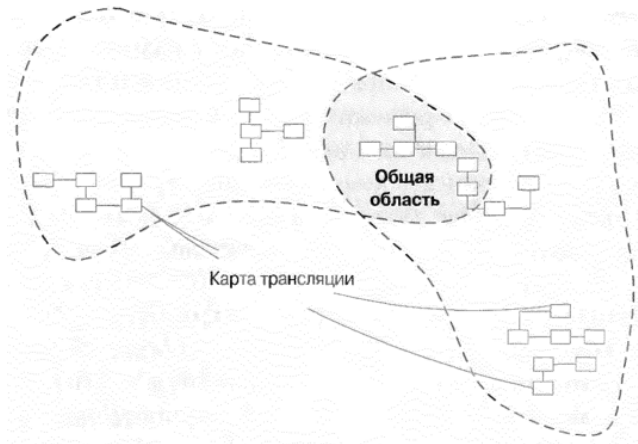 Общая
область
Карта трансляции